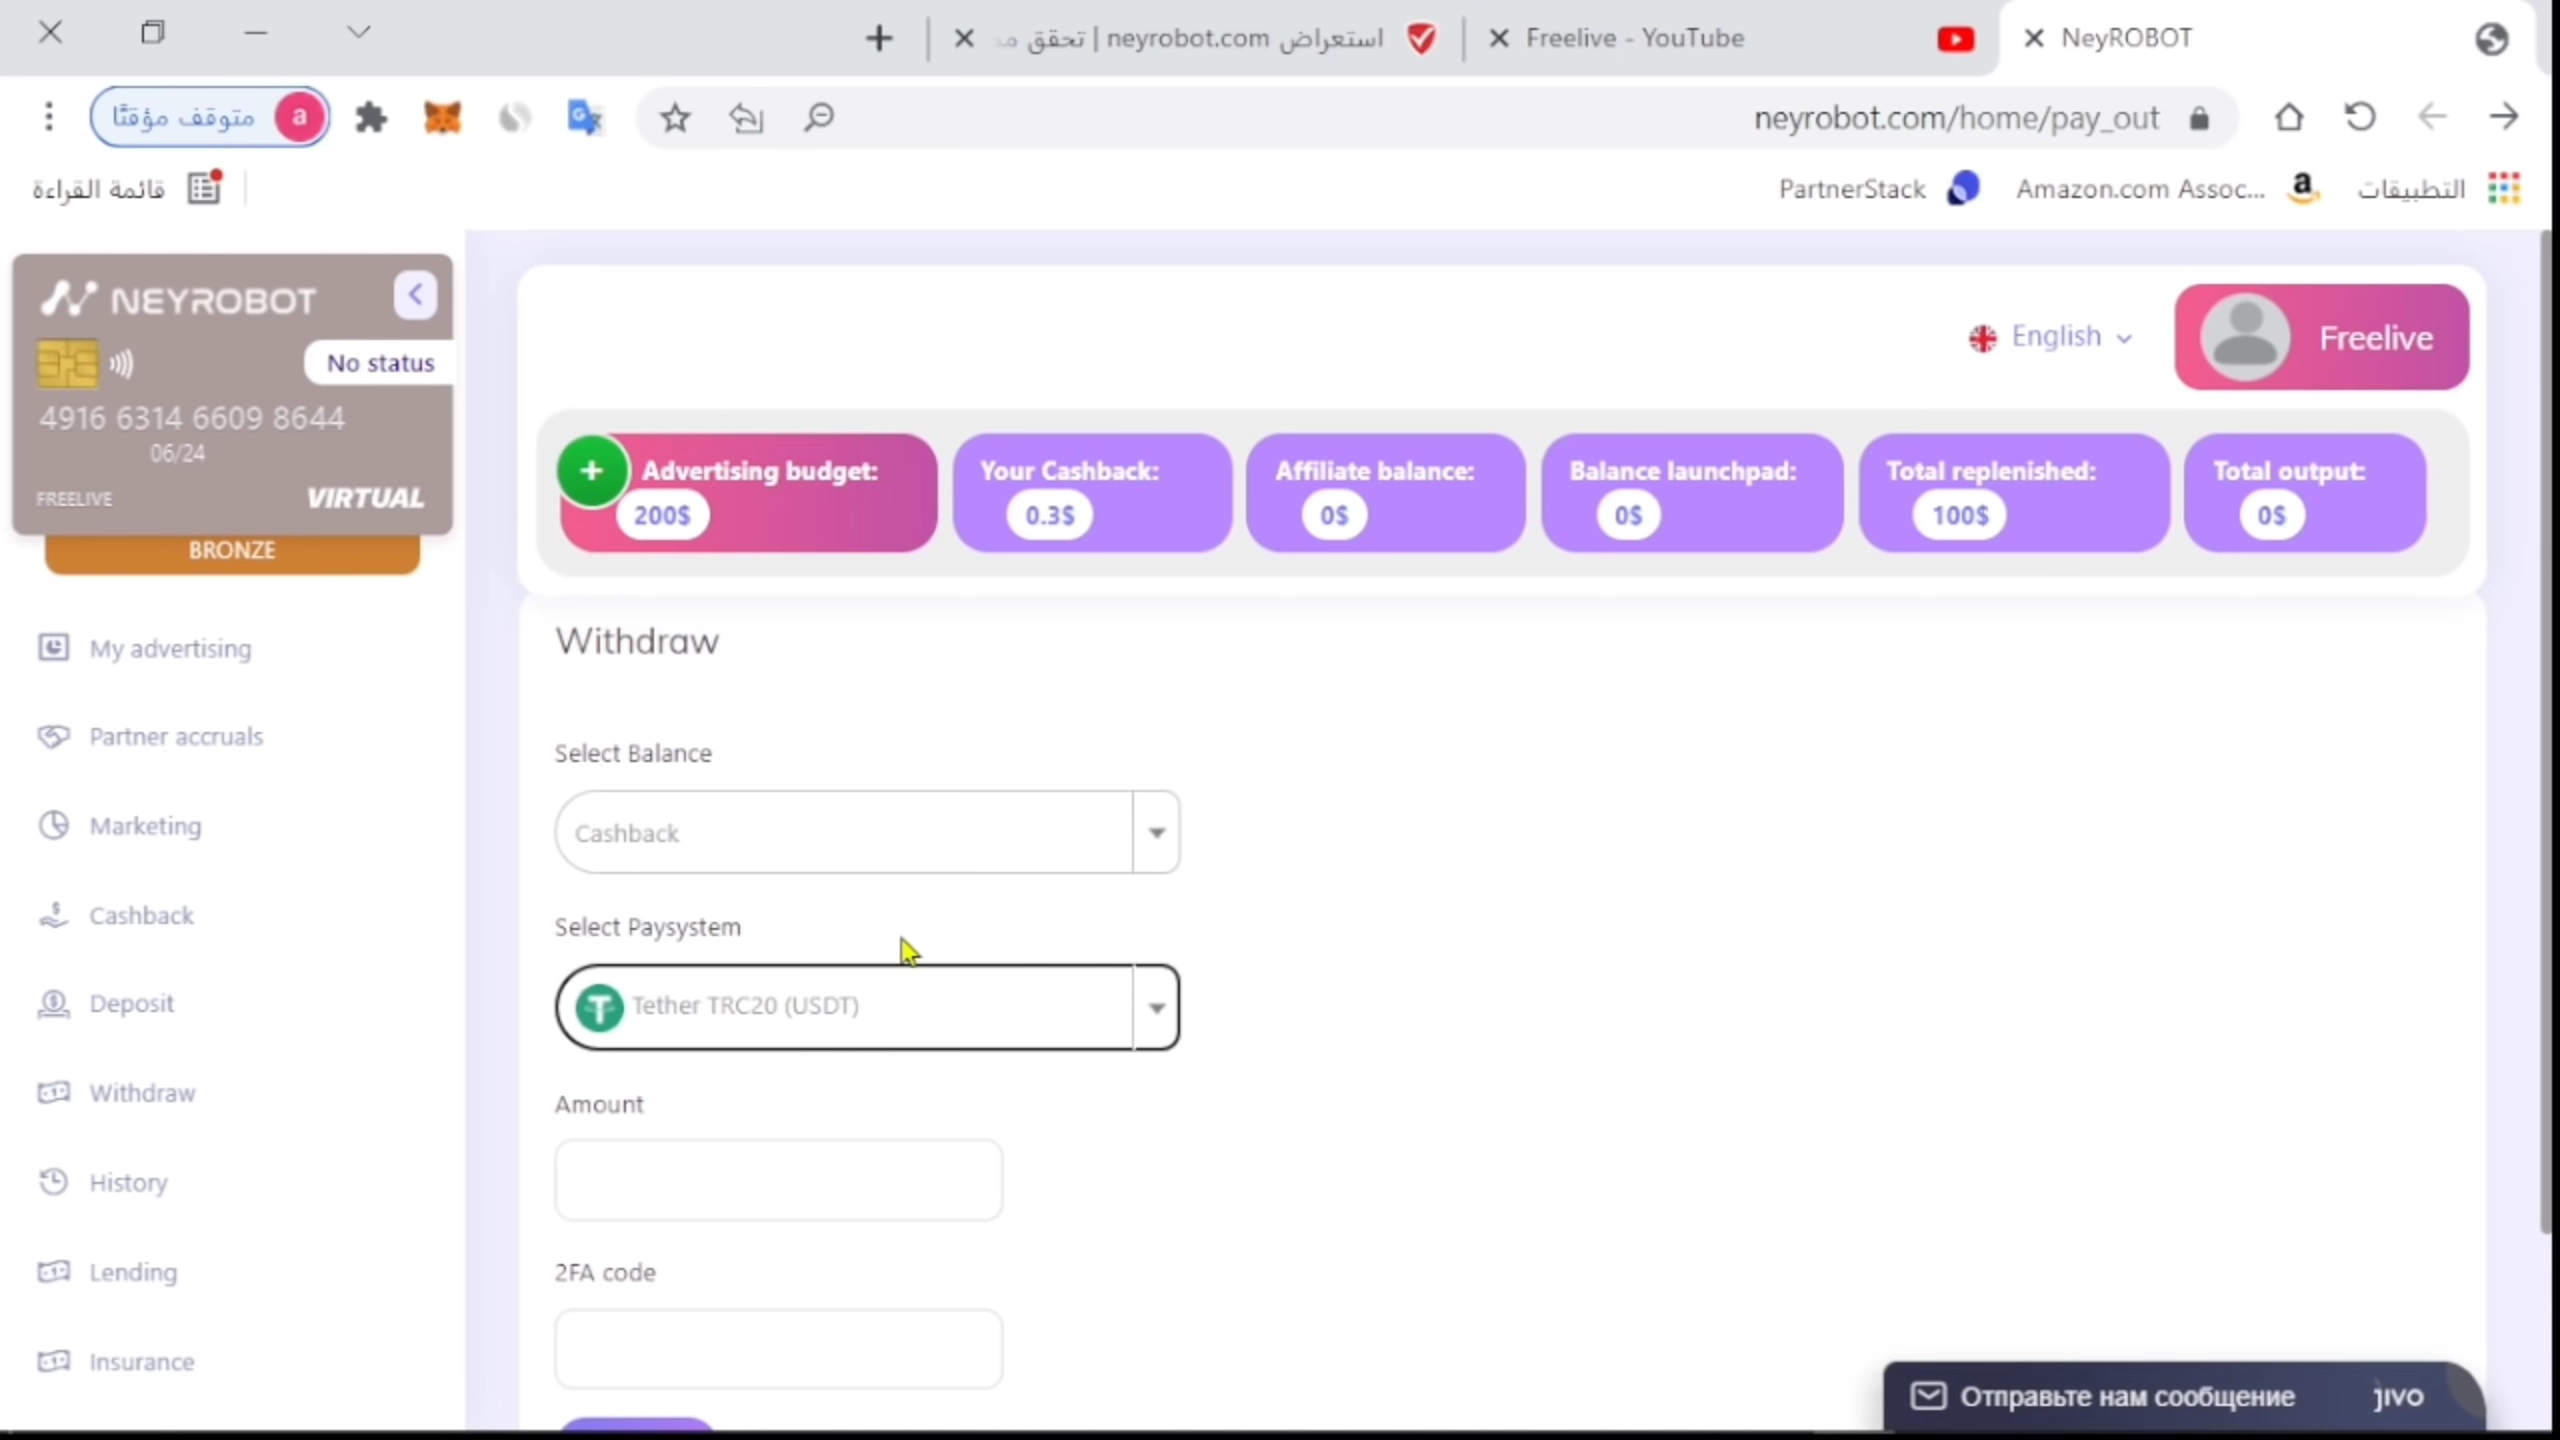 NeyROBOT
Freelive - YouTube
استعراض neyrobot.com | تحقق
neyrobot.com/home/pay_out
متوقف مؤقتًا
a
التطبيقات
Amazon.com Assoc...
PartnerStack
قائمة القراءة
NEYROBOT
No status
4916 6314 6609 8644
06/24
FREELIVE
VIRTUAL
BRONZE
My advertising
Partner accruals
Marketing
Cashback
Deposit
Withdraw
History
Lending
Insurance
English
Freelive
+ Advertising budget:
200$
Your Cashback:
0.3$
Affiliate balance:
0$
Balance launchpad:
0$
Total replenished:
100$
Total output:
0$
Withdraw
Select Balance
Cashback
Select Paysystem
Tether TRC20 (USDT)
Amount
2FA code
Отправьте нам сообщение
jivo